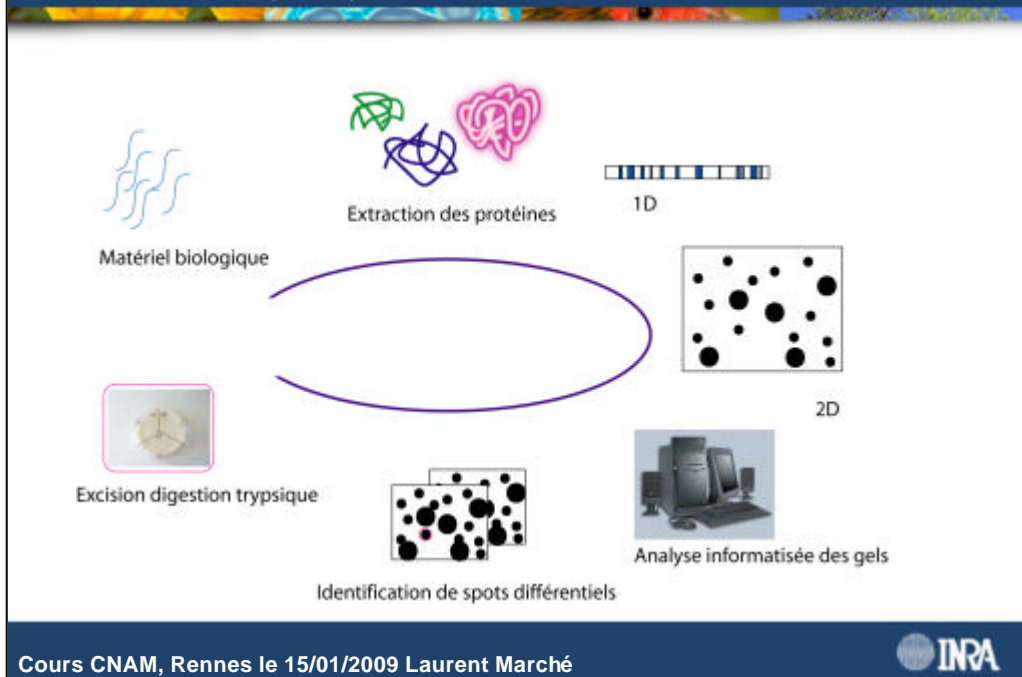 Matériel biologique
Extraction des protéines
1D
2D
Analyse informatisée des gels
Identification de spots différentiels
Excision digestion trypsique
Cours CNAM, Rennes le 15/01/2009 Laurent Marché
INRA